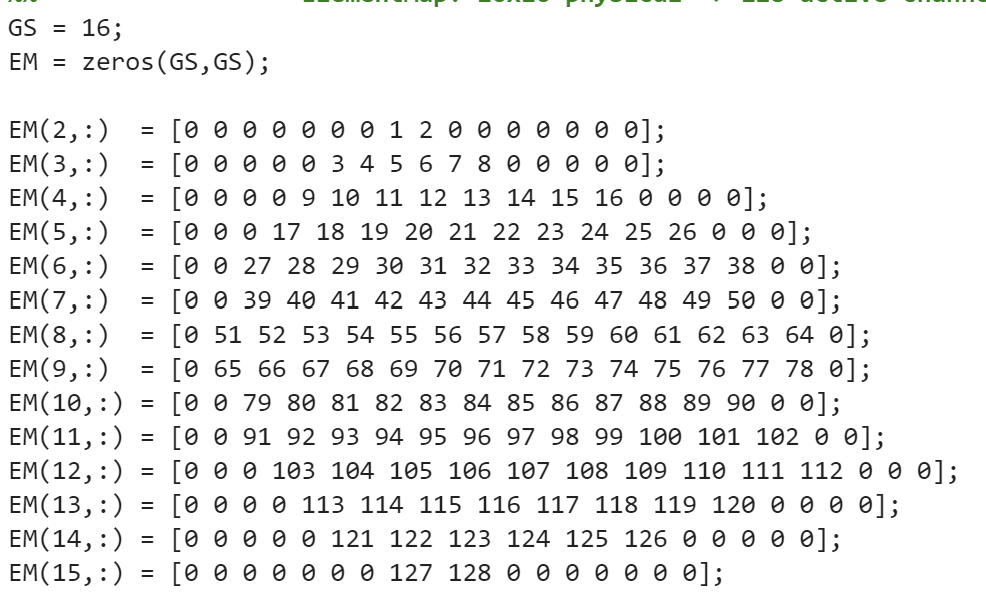 GS = 16;
EM = zeros(GS,GS);
EM(2,:)  = [0 0 0 0 0 0 0 1 2 0 0 0 0 0 0 0];
EM(3,:)  = [0 0 0 0 0 3 4 5 6 7 8 0 0 0 0 0];
EM(4,:)  = [0 0 0 0 9 10 11 12 13 14 15 16 0 0 0 0];
EM(5,:)  = [0 0 0 17 18 19 20 21 22 23 24 25 26 0 0 0];
EM(6,:)  = [0 0 27 28 29 30 31 32 33 34 35 36 37 38 0 0];
EM(7,:)  = [0 0 39 40 41 42 43 44 45 46 47 48 49 50 0 0];
EM(8,:)  = [0 51 52 53 54 55 56 57 58 59 60 61 62 63 64 0];
EM(9,:)  = [0 65 66 67 68 69 70 71 72 73 74 75 76 77 78 0];
EM(10,:) = [0 0 79 80 81 82 83 84 85 86 87 88 89 90 0 0];
EM(11,:) = [0 0 91 92 93 94 95 96 97 98 99 100 101 102 0 0];
EM(12,:) = [0 0 0 103 104 105 106 107 108 109 110 111 112 0 0 0];
EM(13,:) = [0 0 0 0 113 114 115 116 117 118 119 120 0 0 0 0];
EM(14,:) = [0 0 0 0 0 121 122 123 124 125 126 0 0 0 0 0];
EM(15,:) = [0 0 0 0 0 0 0 127 128 0 0 0 0 0 0 0];